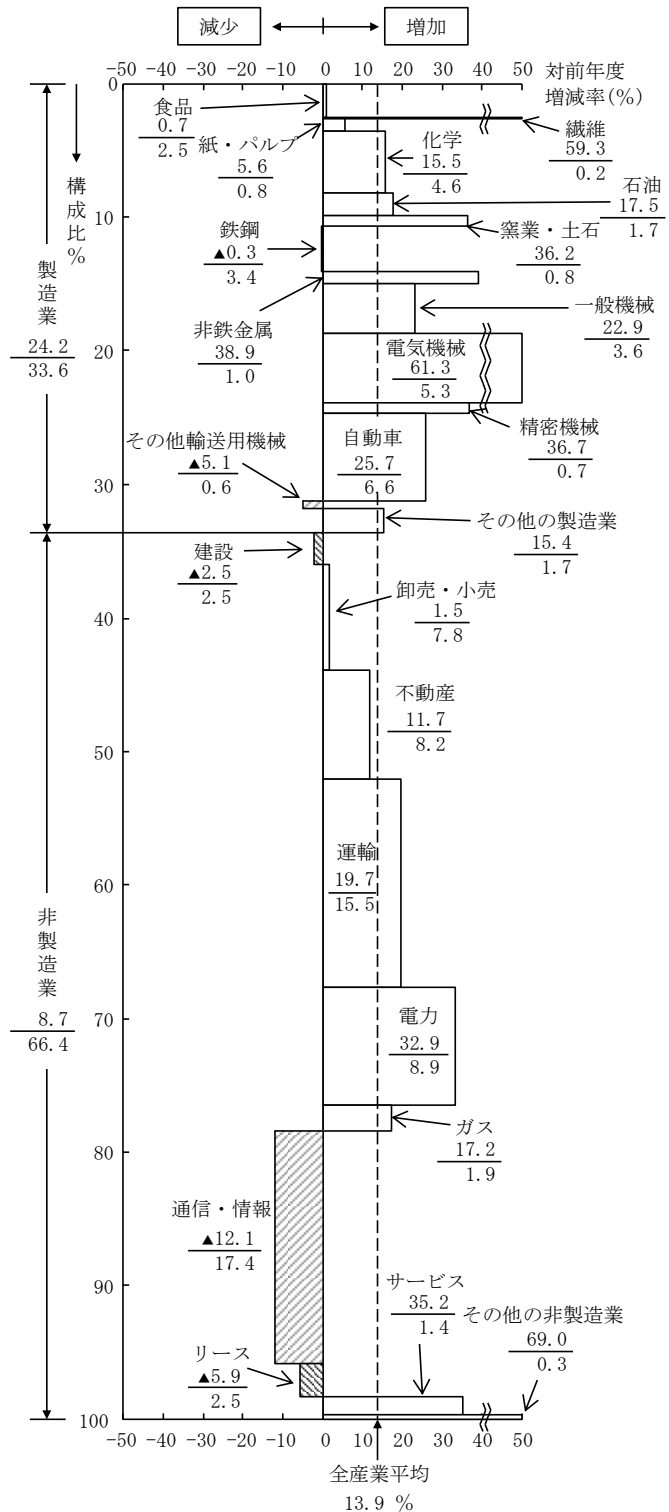 減少 増加
-50 -40 -30 -20 -10 0 10 20 30 40 50
対前年度
増減率(%)
0
10
20
30
40
50
60
70
80
90
100
構成比%
製造業
24.2
33.6
非製造業
8.7
66.4
食品
0.7
2.5
繊維
59.3
0.2
紙・パルプ
5.6
0.8
化学
15.5
4.6
石油
17.5
1.7
窯業・土石
36.2
0.8
鉄鋼
▲0.3
3.4
非鉄金属
38.9
1.0
一般機械
22.9
3.6
電気機械
61.3
5.3
精密機械
36.7
0.7
自動車
25.7
6.6
その他輸送用機械
▲5.1
0.6
その他の製造業
15.4
1.7
建設
▲2.5
2.5
卸売・小売
1.5
7.8
不動産
11.7
8.2
運輸
19.7
15.5
電力
32.9
8.9
ガス
17.2
1.9
通信・情報
▲12.1
17.4
リース
▲5.9
2.5
サービス
35.2
1.4
その他の非製造業
69.0
0.3
-50 -40 -30 -20 -10 0 10 20 30 40 50
全産業平均
13.9 %